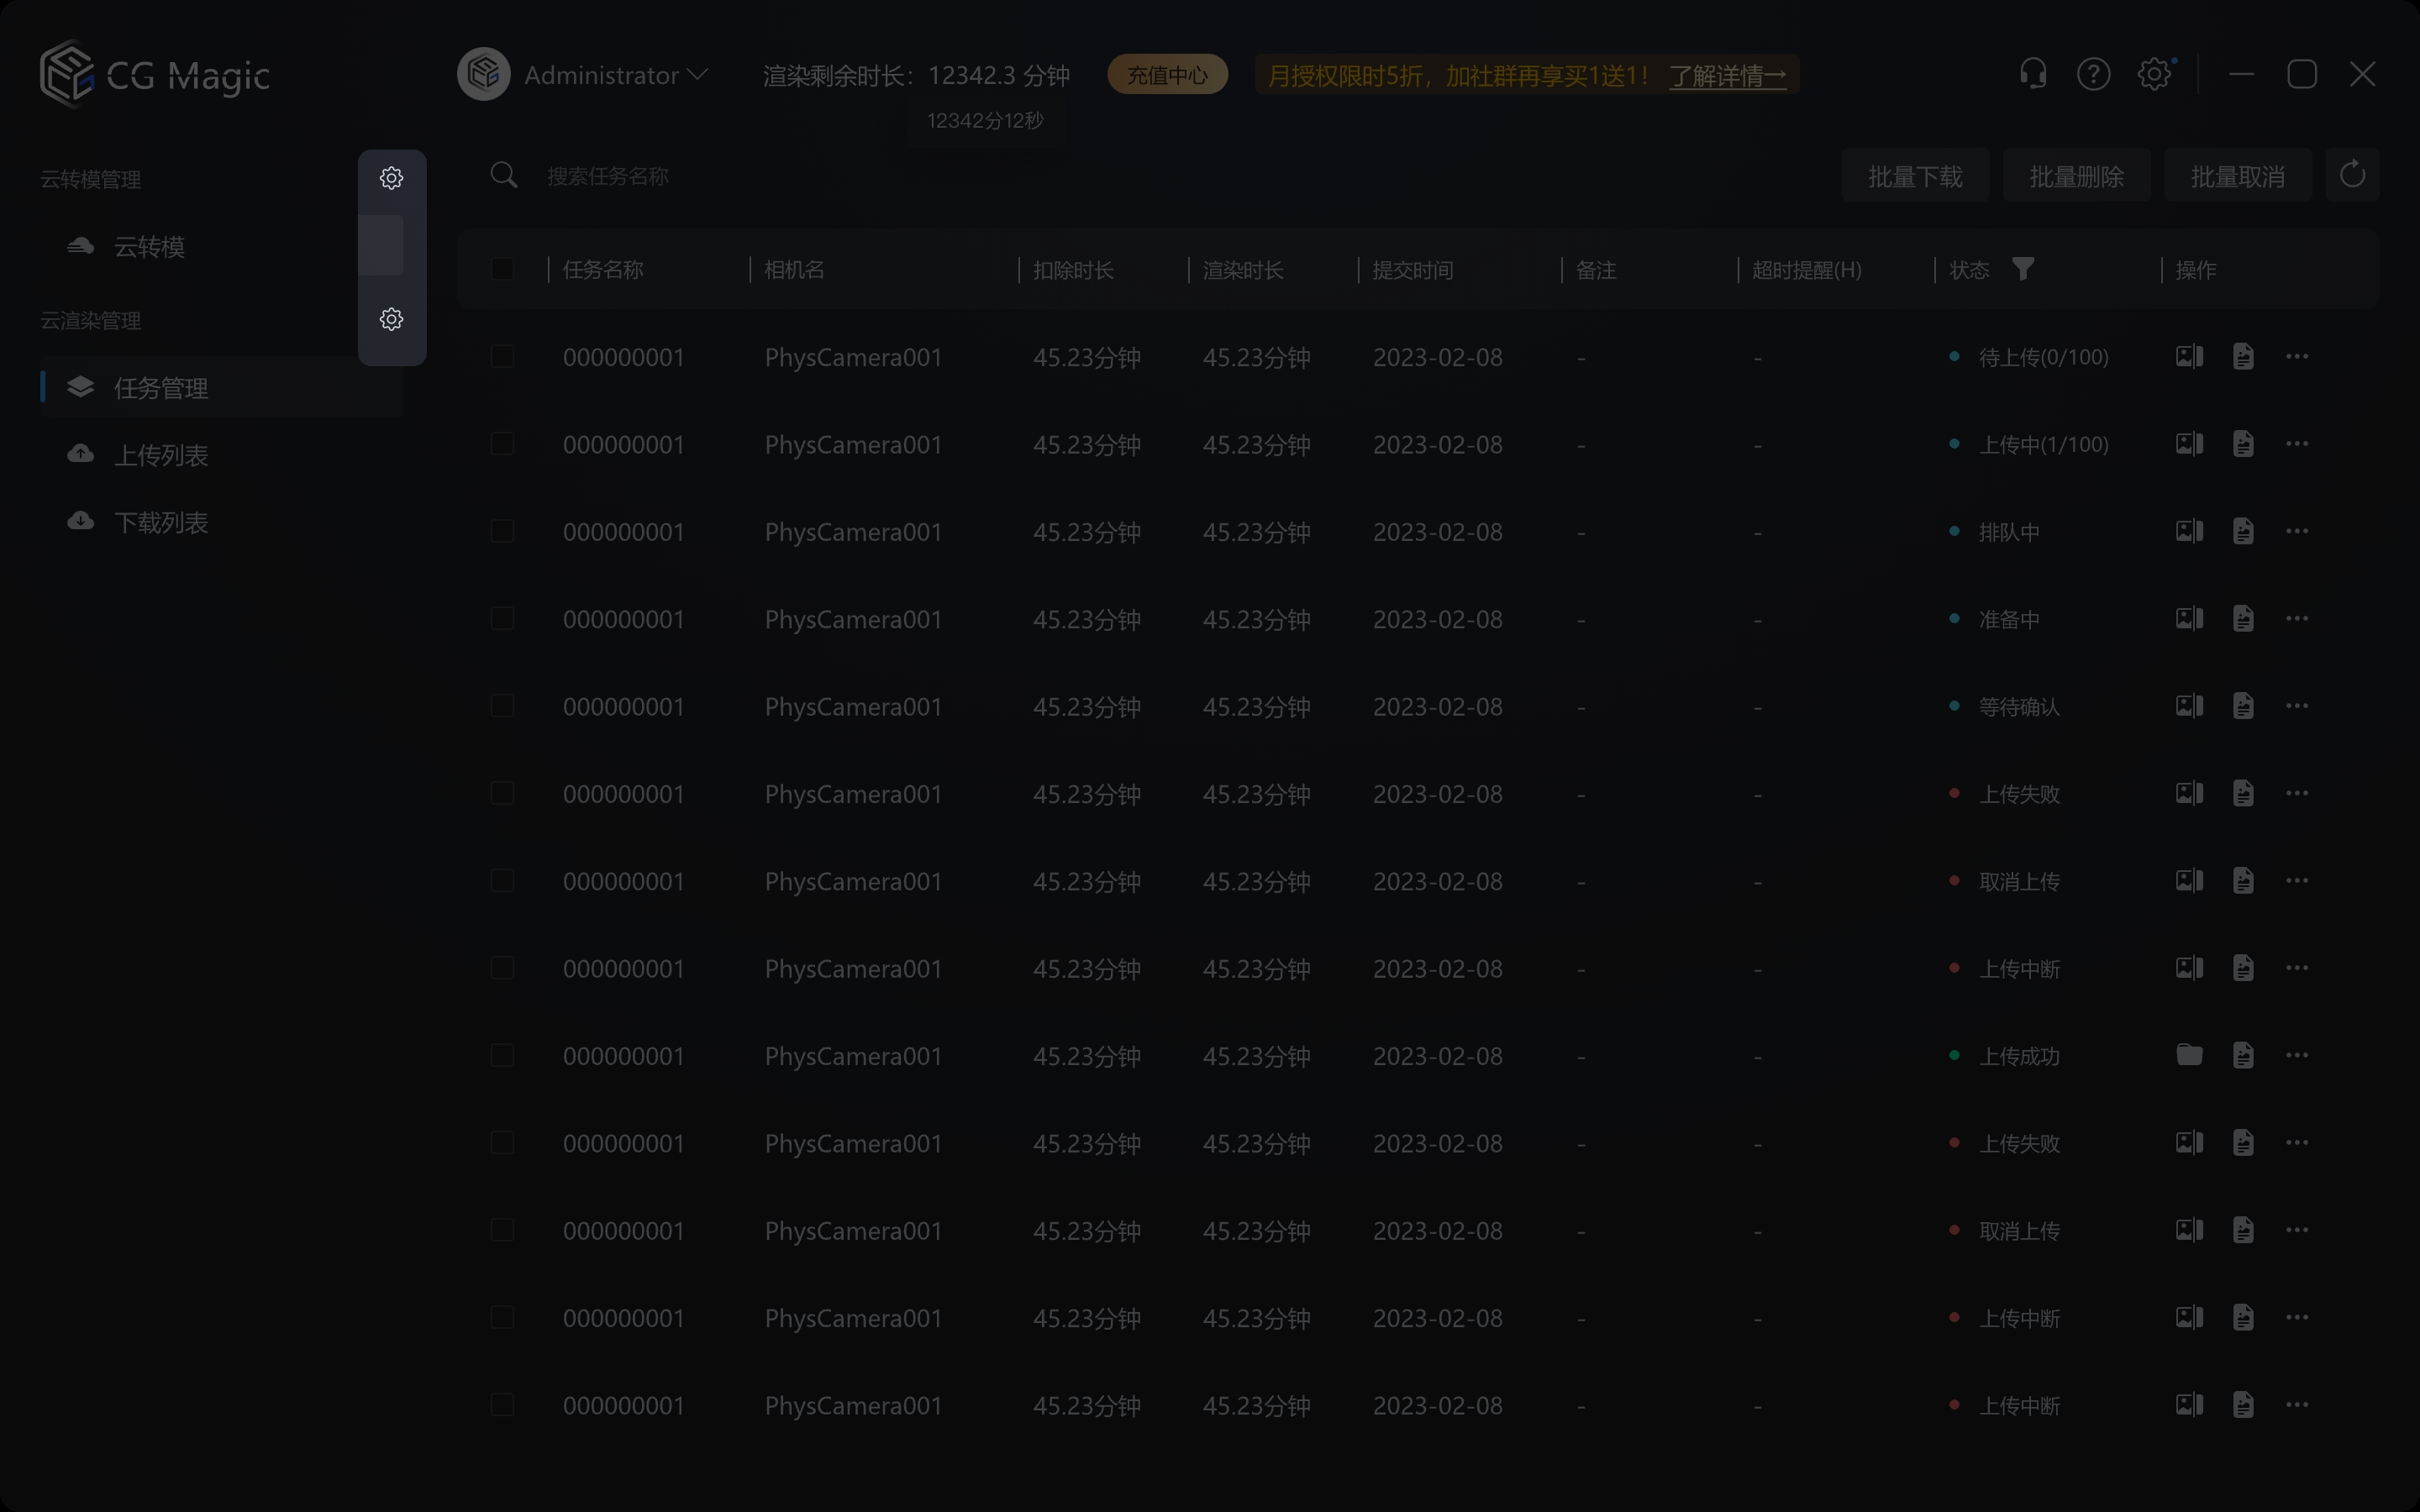 CG Magic
Administrator 渲染剩余时长：12342.3 分钟 充值中心 月授权限时5折，加社群再享买1送1！ 了解详情→
12342分12秒
云转模管理
云转模
云渲染管理
任务管理
上传列表
下载列表
搜索任务名称 批量下载 批量删除 批量取消
任务名称 相机名 扣除时长 渲染时长 提交时间 备注 超时提醒(H) 状态 操作
000000001 PhysCamera001 45.23分钟 45.23分钟 2023-02-08 - - 待上传(0/100)
000000001 PhysCamera001 45.23分钟 45.23分钟 2023-02-08 - - 上传中(1/100)
000000001 PhysCamera001 45.23分钟 45.23分钟 2023-02-08 - - 排队中
000000001 PhysCamera001 45.23分钟 45.23分钟 2023-02-08 - - 准备中
000000001 PhysCamera001 45.23分钟 45.23分钟 2023-02-08 - - 等待确认
000000001 PhysCamera001 45.23分钟 45.23分钟 2023-02-08 - - 上传失败
000000001 PhysCamera001 45.23分钟 45.23分钟 2023-02-08 - - 取消上传
000000001 PhysCamera001 45.23分钟 45.23分钟 2023-02-08 - - 上传中断
000000001 PhysCamera001 45.23分钟 45.23分钟 2023-02-08 - - 上传成功
000000001 PhysCamera001 45.23分钟 45.23分钟 2023-02-08 - - 上传失败
000000001 PhysCamera001 45.23分钟 45.23分钟 2023-02-08 - - 取消上传
000000001 PhysCamera001 45.23分钟 45.23分钟 2023-02-08 - - 上传中断
000000001 PhysCamera001 45.23分钟 45.23分钟 2023-02-08 - - 上传中断